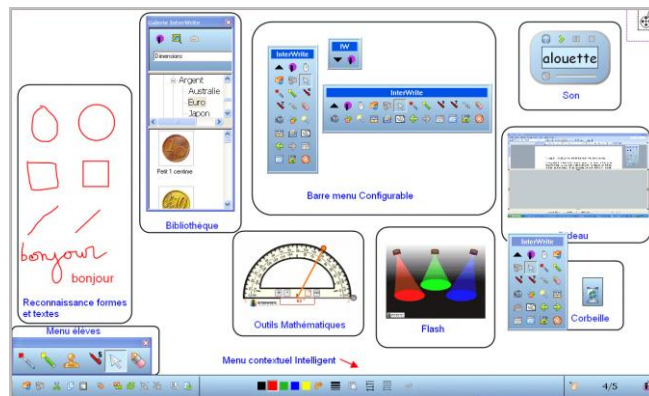 Galerie InterWrite
Dimensions
Argent
Australie
Euro
Japon
Petit 1 centime
Bibliothèque
InterWrite
IW
InterWrite
Barre menu Configurable
alouette
Son
bonjour
bonjour
Reconnaissance formes
et textes
Outils Mathématiques
Flash
InterWrite
Corbeille
Menu élèves
Menu contextuel Intelligent
4/5